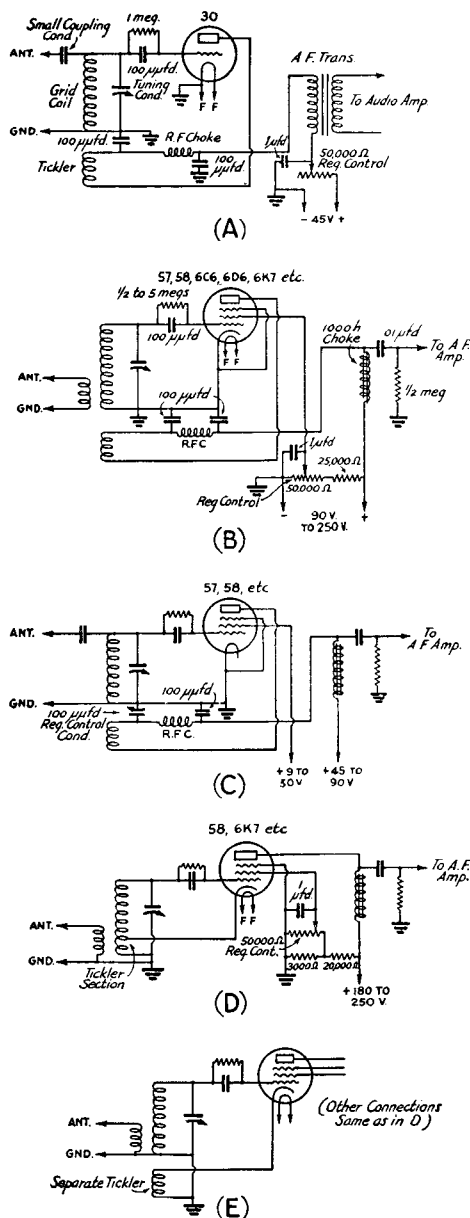 30
Small Coupling
Cond.
1 meg.
ANT.
100 µµfd.
Grid
Coil
Tuning
Cond.
F F
A.F. Trans.
To Audio Amp.
GND.
100 µµfd.
R.F. Choke
100
µµfd.
Tickler
1µfd
50,000 Ω
Reg. Control
- 45V +
(A)
57, 58, 6C6, 6D6, 6K7 etc.
1/2 to 5 megs
100 µµfd
F F
1000 h
Choke
.01 µfd
To A.F.
Amp.
1/2 meg
ANT.
GND.
100 µµfd
R.F.C.
1µfd
25,000 Ω
Reg Control
50,000 Ω
-
90 V.
TO 250 V.
+
(B)
57, 58, etc
ANT.
To
A F Amp.
GND.
100 µµfd
Reg. Control
Cond.
100 µµfd
R.F.C.
+9 TO
30 V
+45 TO
90 V.
(C)
58, 6K7 etc
To A.F.
Amp.
1
µfd
F F
ANT.
50000 Ω
Reg. Cont.
GND.
Tickler
Section
3000 Ω
20,000 Ω
+180 TO
250 V.
(D)
(Other Connections
Same as in D)
ANT.
GND.
Separate Tickler
(E)